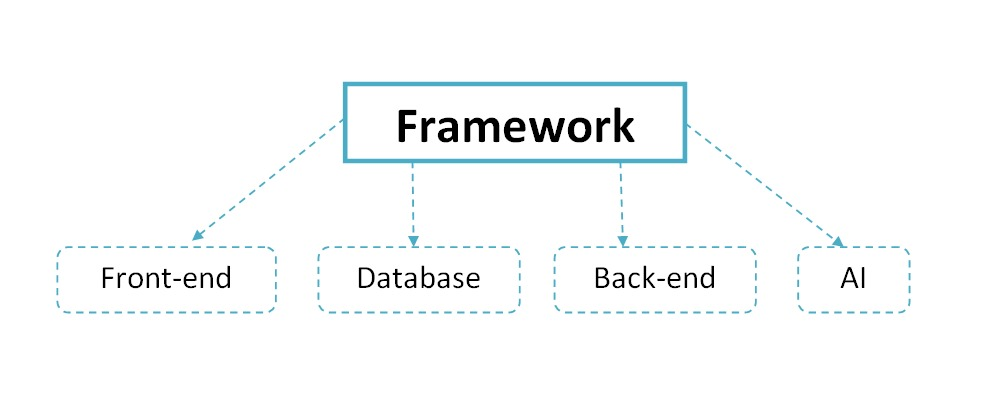 Framework
Front-end
Database
Back-end
AI